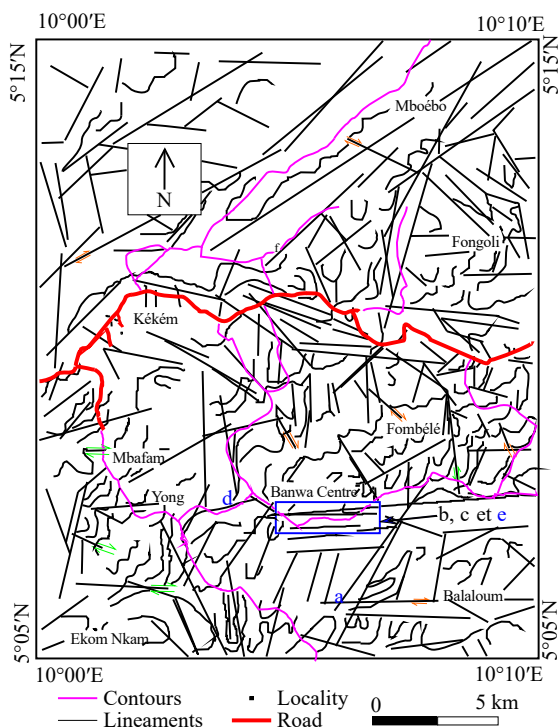 10°00′E 10°10′E
5°15′N 5°15′N
Mboébo
N
f
Fongoli
Kékém
Fombélé
Mbafam
Banwa Centre
Yong
d
b, c et e
a
Balaloum
Ekom Nkam
5°05′N 5°05′N
10°00′E 10°10′E
Contours Locality 0 5 km
Lineaments Road